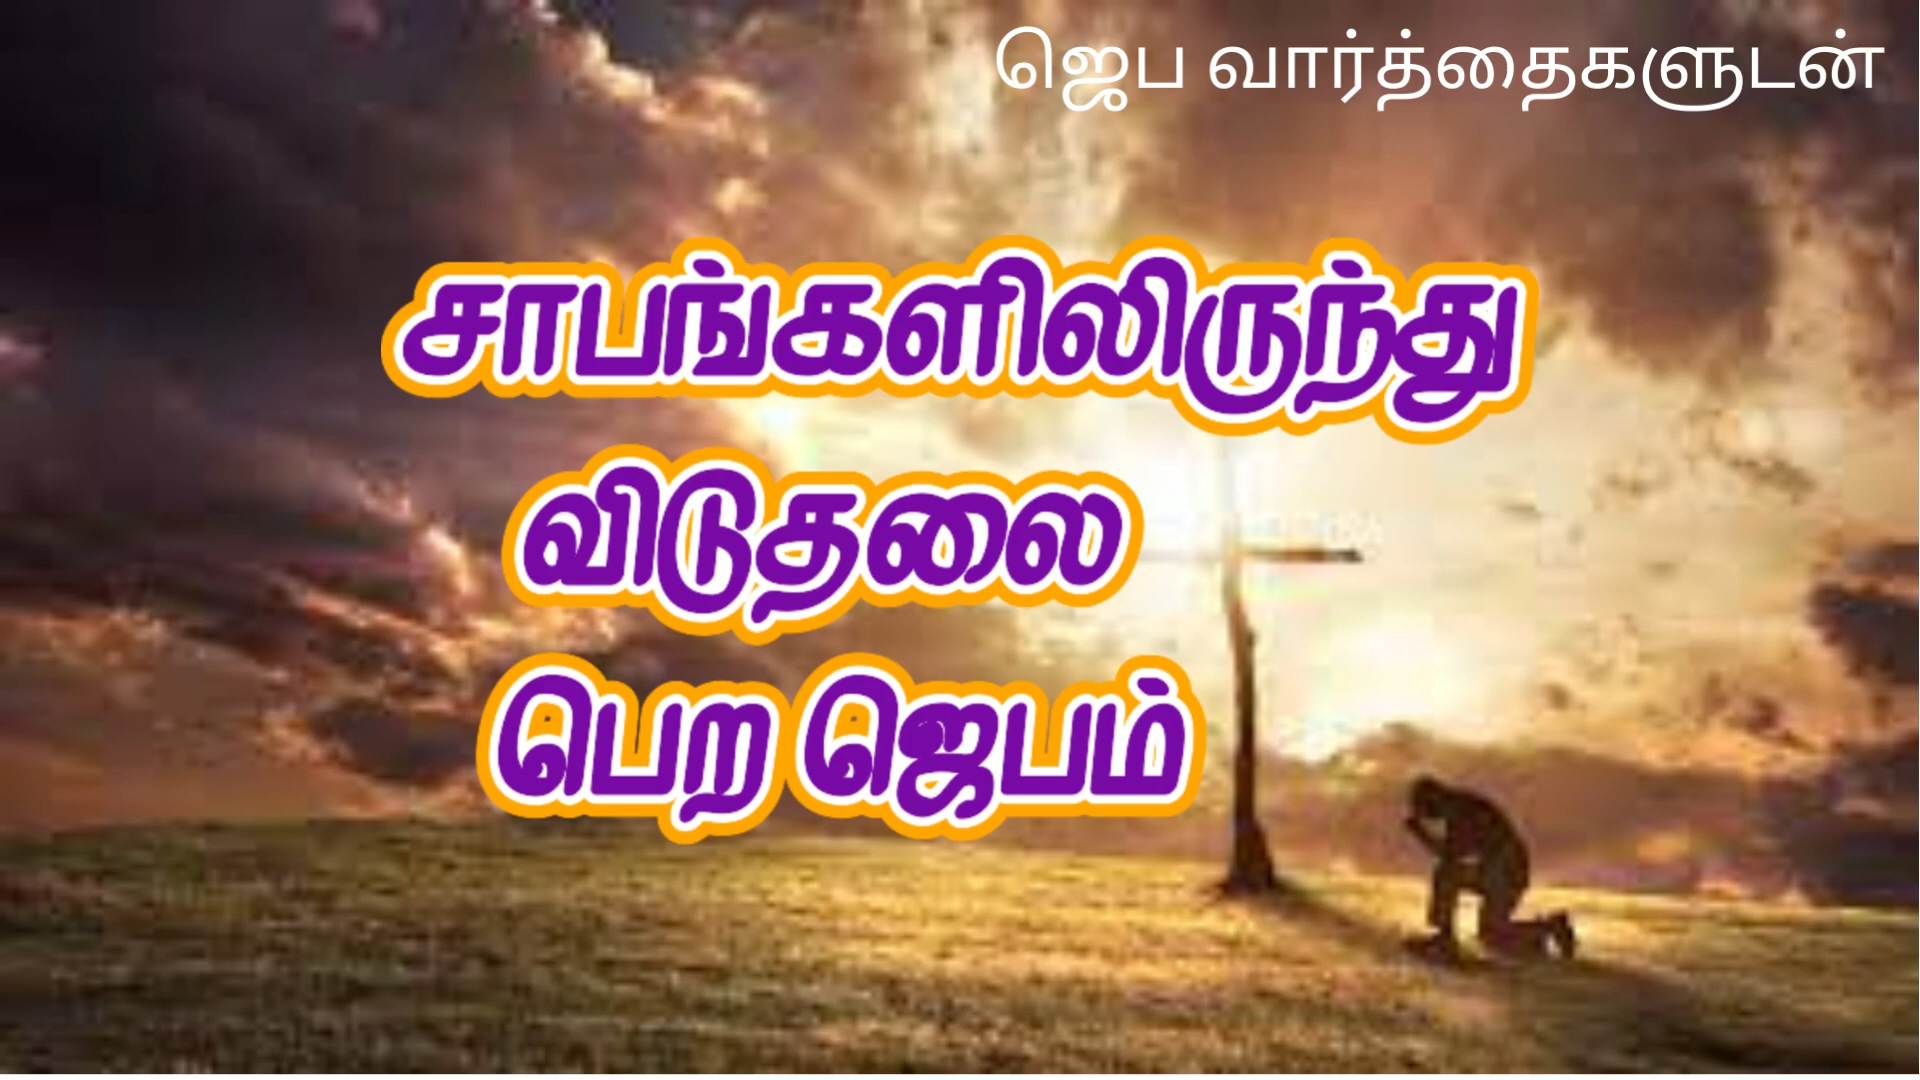 ஜெப வார்த்தைகளுடன்
சாபங்களிலிருந்து
விடுதலை
பெற ஜெபம்